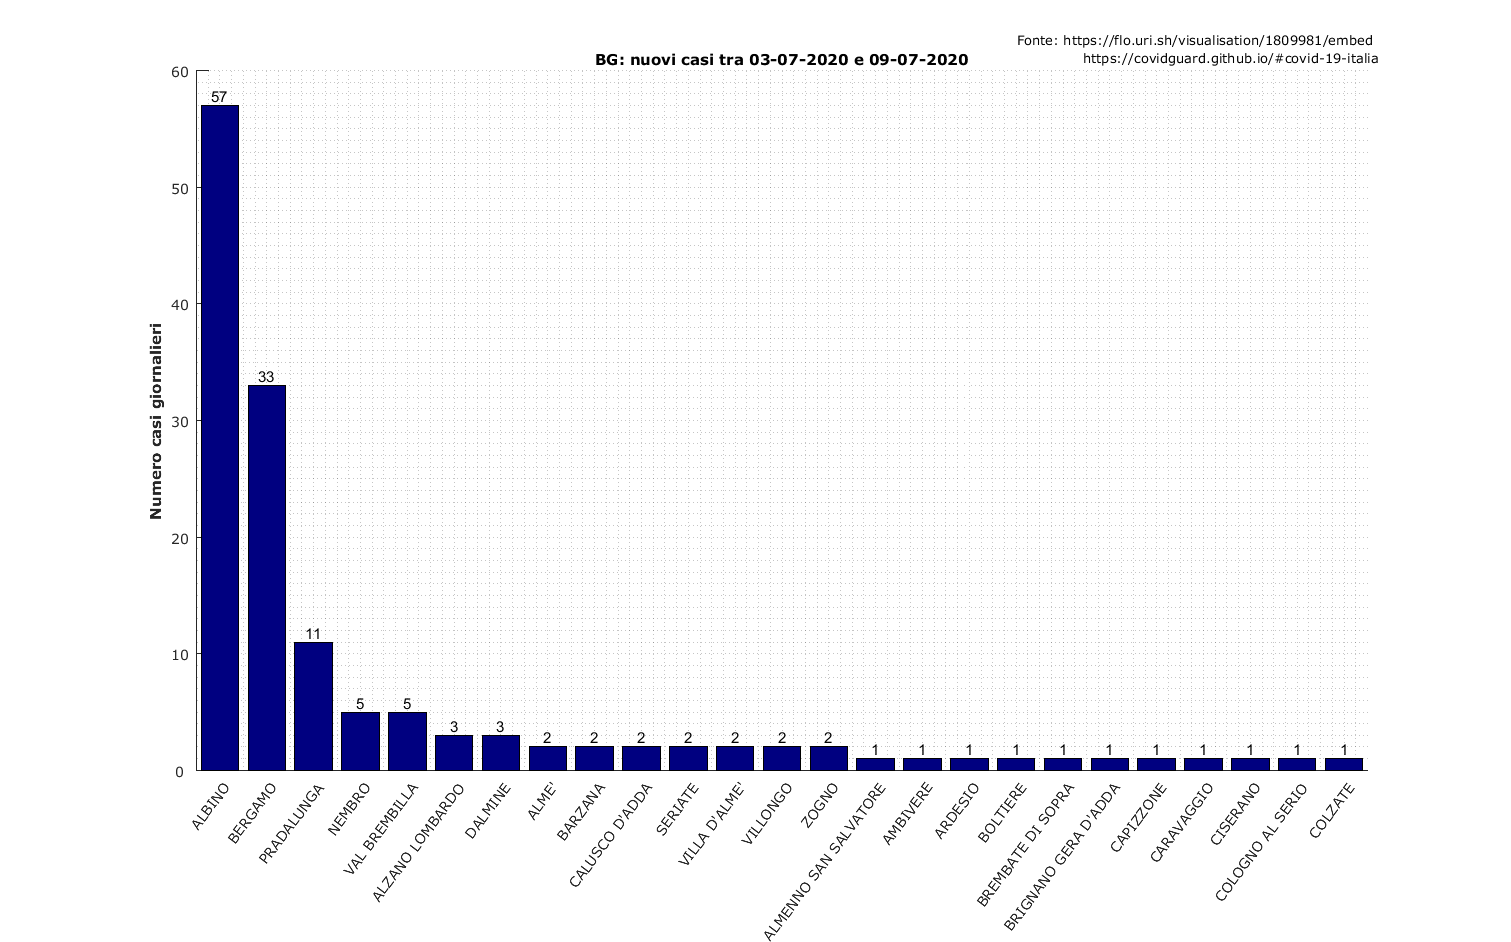 Fonte: https://flo.uri.sh/visualisation/1809981/embed
https://covidguard.github.io/#covid-19-italia
BG: nuovi casi tra 03-07-2020 e 09-07-2020
Numero casi giornalieri
60
50
40
30
20
10
0
57
33
11
5
5
3
3
2
2
2
2
2
2
2
1
1
1
1
1
1
1
1
1
1
1
ALBINO
BERGAMO
PRADALUNGA
NEMBRO
VAL BREMBILLA
ALZANO LOMBARDO
DALMINE
ALME'
BARZANA
CALUSCO D'ADDA
SERIATE
VILLA D'ALME'
VILLONGO
ZOGNO
ALMENNO SAN SALVATORE
AMBIVERE
ARDESIO
BOLTIERE
BREMBATE DI SOPRA
BRIGNANO GERA D'ADDA
CAPIZZONE
CARAVAGGIO
CISERANO
COLOGNO AL SERIO
COLZATE